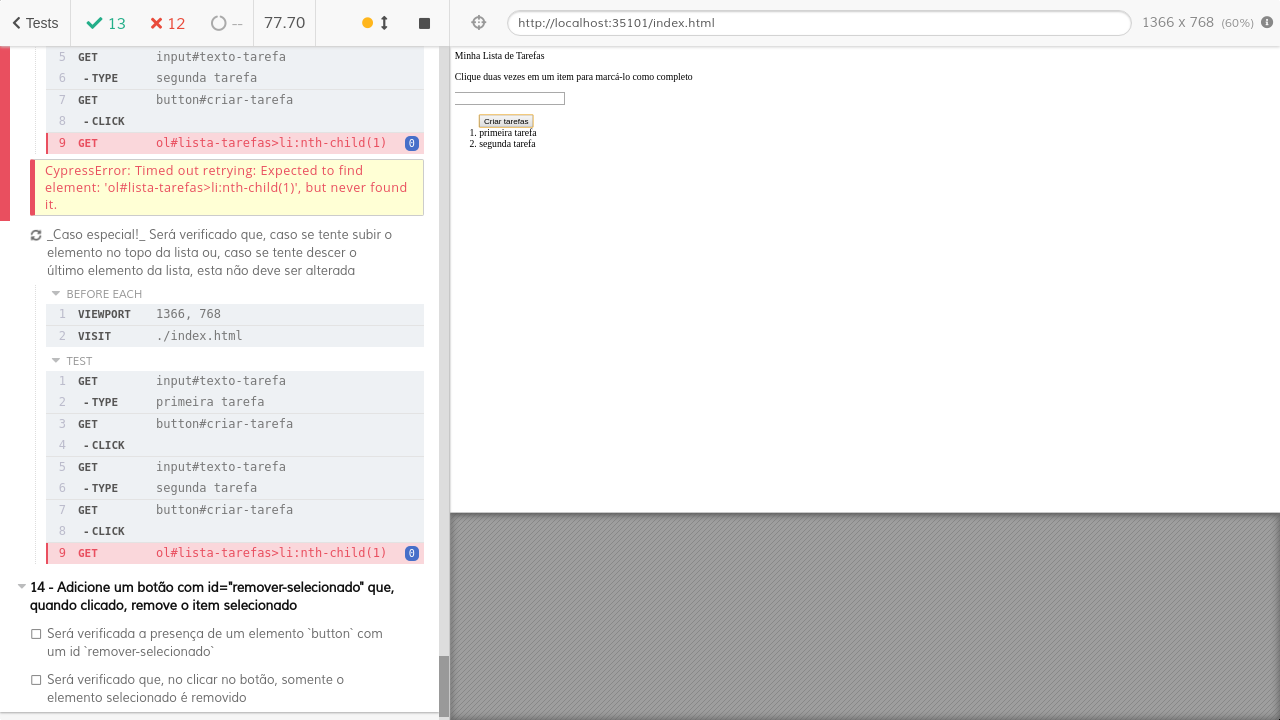 Tests
13
12
--
77.70
5 GET input#texto-tarefa
6 -TYPE segunda tarefa
7 GET button#criar-tarefa
8 -CLICK
9 GET ol#lista-tarefas>li:nth-child(1) 0
CypressError: Timed out retrying: Expected to find
element: 'ol#lista-tarefas>li:nth-child(1)', but never found
it.
_Caso especial!_ Será verificado que, caso se tente subir o
elemento no topo da lista ou, caso se tente descer o
último elemento da lista, esta não deve ser alterada
BEFORE EACH
1 VIEWPORT 1366, 768
2 VISIT ./index.html
TEST
1 GET input#texto-tarefa
2 -TYPE primeira tarefa
3 GET button#criar-tarefa
4 -CLICK
5 GET input#texto-tarefa
6 -TYPE segunda tarefa
7 GET button#criar-tarefa
8 -CLICK
9 GET ol#lista-tarefas>li:nth-child(1) 0
14 - Adicione um botão com id="remover-selecionado" que,
quando clicado, remove o item selecionado
Será verificada a presença de um elemento `button` com
um id `remover-selecionado`
Será verificado que, no clicar no botão, somente o
elemento selecionado é removido
http://localhost:35101/index.html
1366 x 768 (60%)
Minha Lista de Tarefas
Clique duas vezes em um item para marcá-lo como completo
Criar tarefas
1. primeira tarefa
2. segunda tarefa